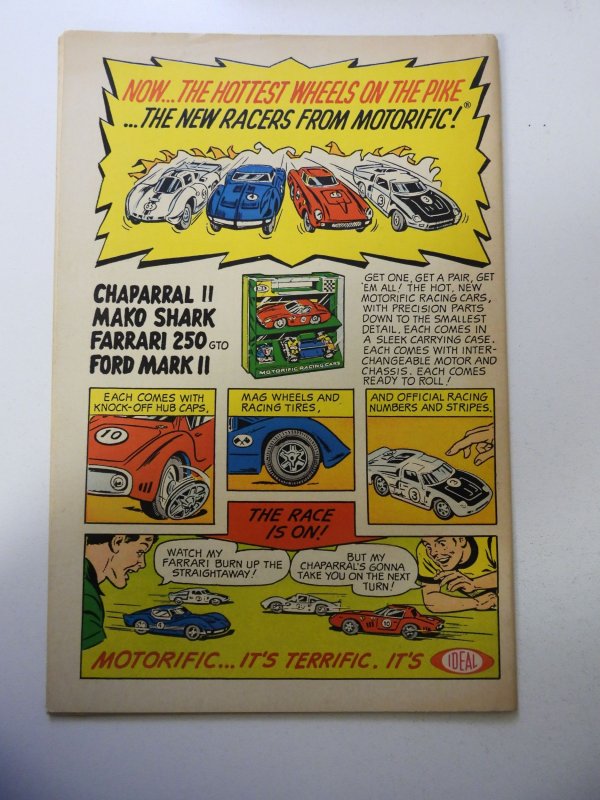 NOW...THE HOTTEST WHEELS ON THE PIKE
...THE NEW RACERS FROM MOTORIFIC!®
CHAPARRAL II
MAKO SHARK
FARRARI 250 GTO
FORD MARK II
MOTORIFIC RACING CARS
GET ONE, GET A PAIR, GET
'EM ALL! THE HOT, NEW
MOTORIFIC RACING CARS,
WITH PRECISION PARTS
DOWN TO THE SMALLEST
DETAIL. EACH COMES IN
A SLEEK CARRYING CASE.
EACH COMES WITH INTER-
CHANGEABLE MOTOR AND
CHASSIS. EACH COMES
READY TO ROLL!
EACH COMES WITH
KNOCK-OFF HUB CAPS,
10
MAG WHEELS AND
RACING TIRES,
AND OFFICIAL RACING
NUMBERS AND STRIPES.
3
THE RACE
IS ON!
WATCH MY
FARRARI BURN UP THE
STRAIGHTAWAY!
BUT MY
CHAPARRAL'S GONNA
TAKE YOU ON THE NEXT
TURN!
10
MOTORIFIC...IT'S TERRIFIC. IT'S IDEAL